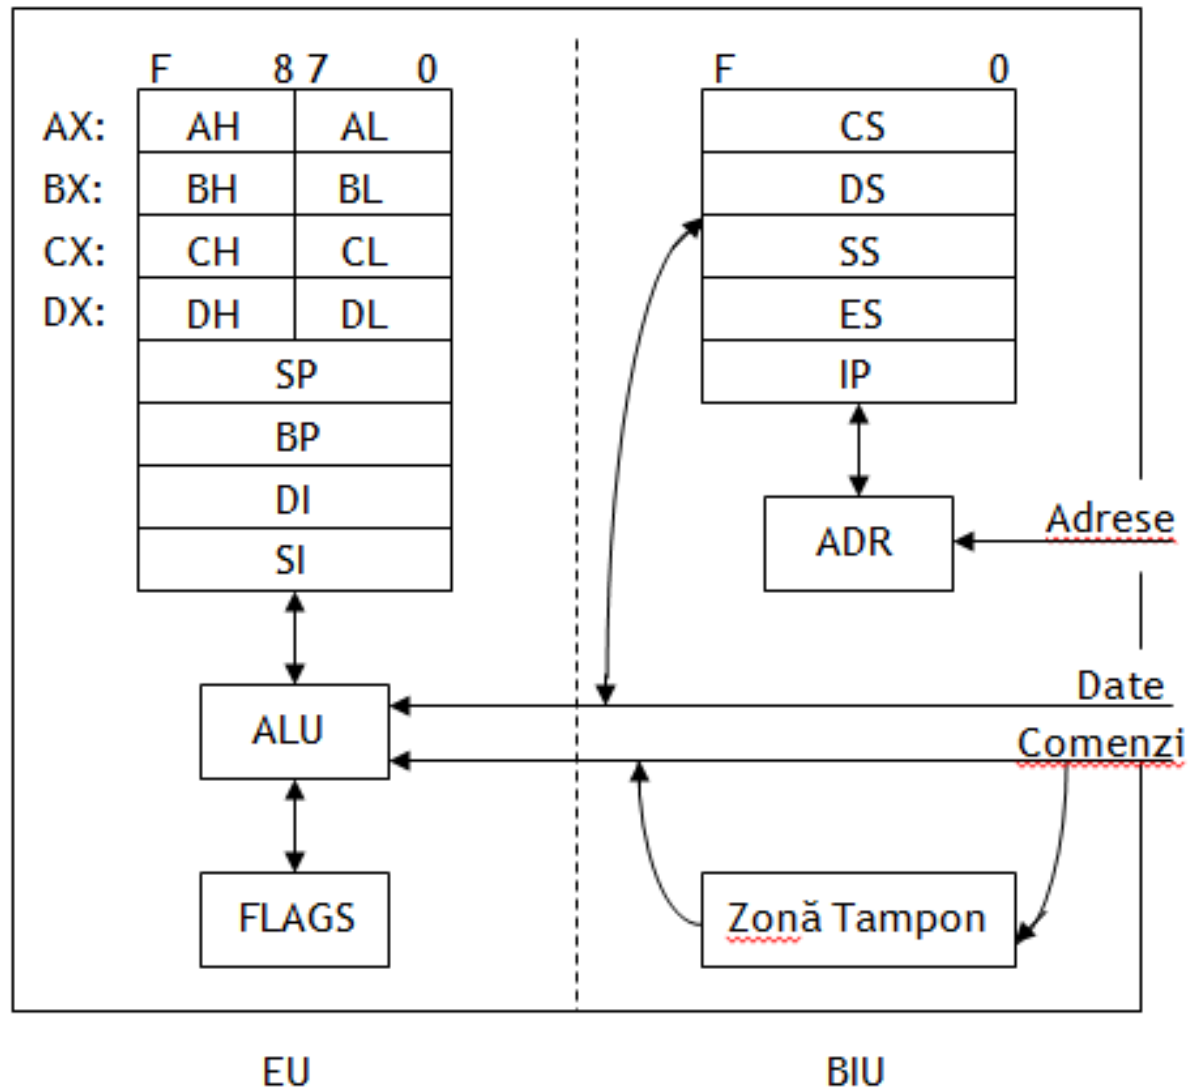 F 8 7 0
AX: AH AL
BX: BH BL
CX: CH CL
DX: DH DL
SP
BP
DI
SI
ALU
FLAGS
EU
F 0
CS
DS
SS
ES
IP
ADR
Adrese
Date
Comenzi
Zonă Tampon
BIU